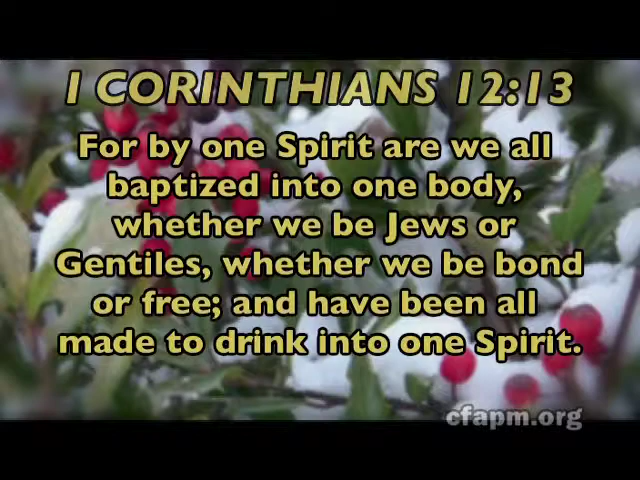 1 CORINTHIANS 12:13
For by one Spirit are we all
baptized into one body,
whether we be Jews or
Gentiles, whether we be bond
or free; and have been all
made to drink into one Spirit.
cfapm.org